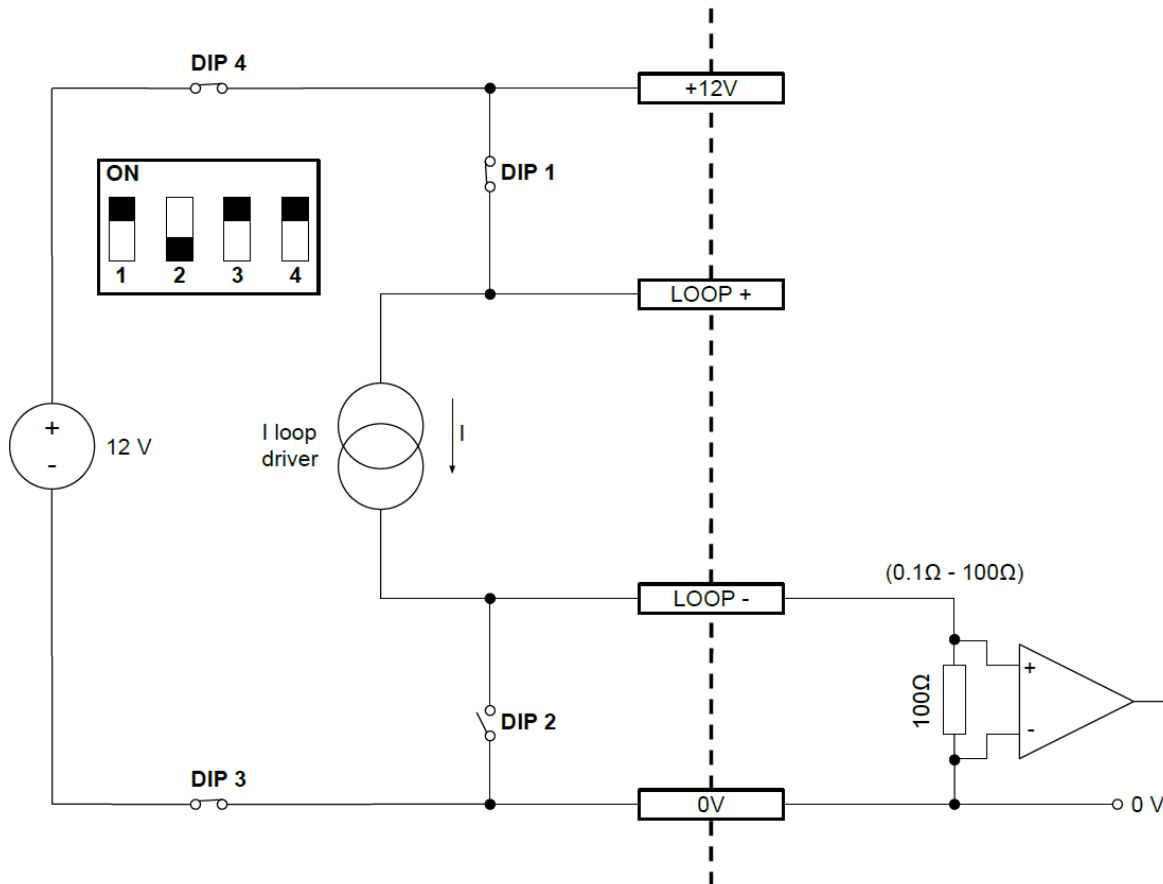 DIP 4
+12V
ON
1 2 3 4
DIP 1
LOOP +
+
-
12 V
I loop
driver
I
(0.1Ω - 100Ω)
LOOP -
100Ω
+
-
DIP 2
DIP 3
0V
0 V